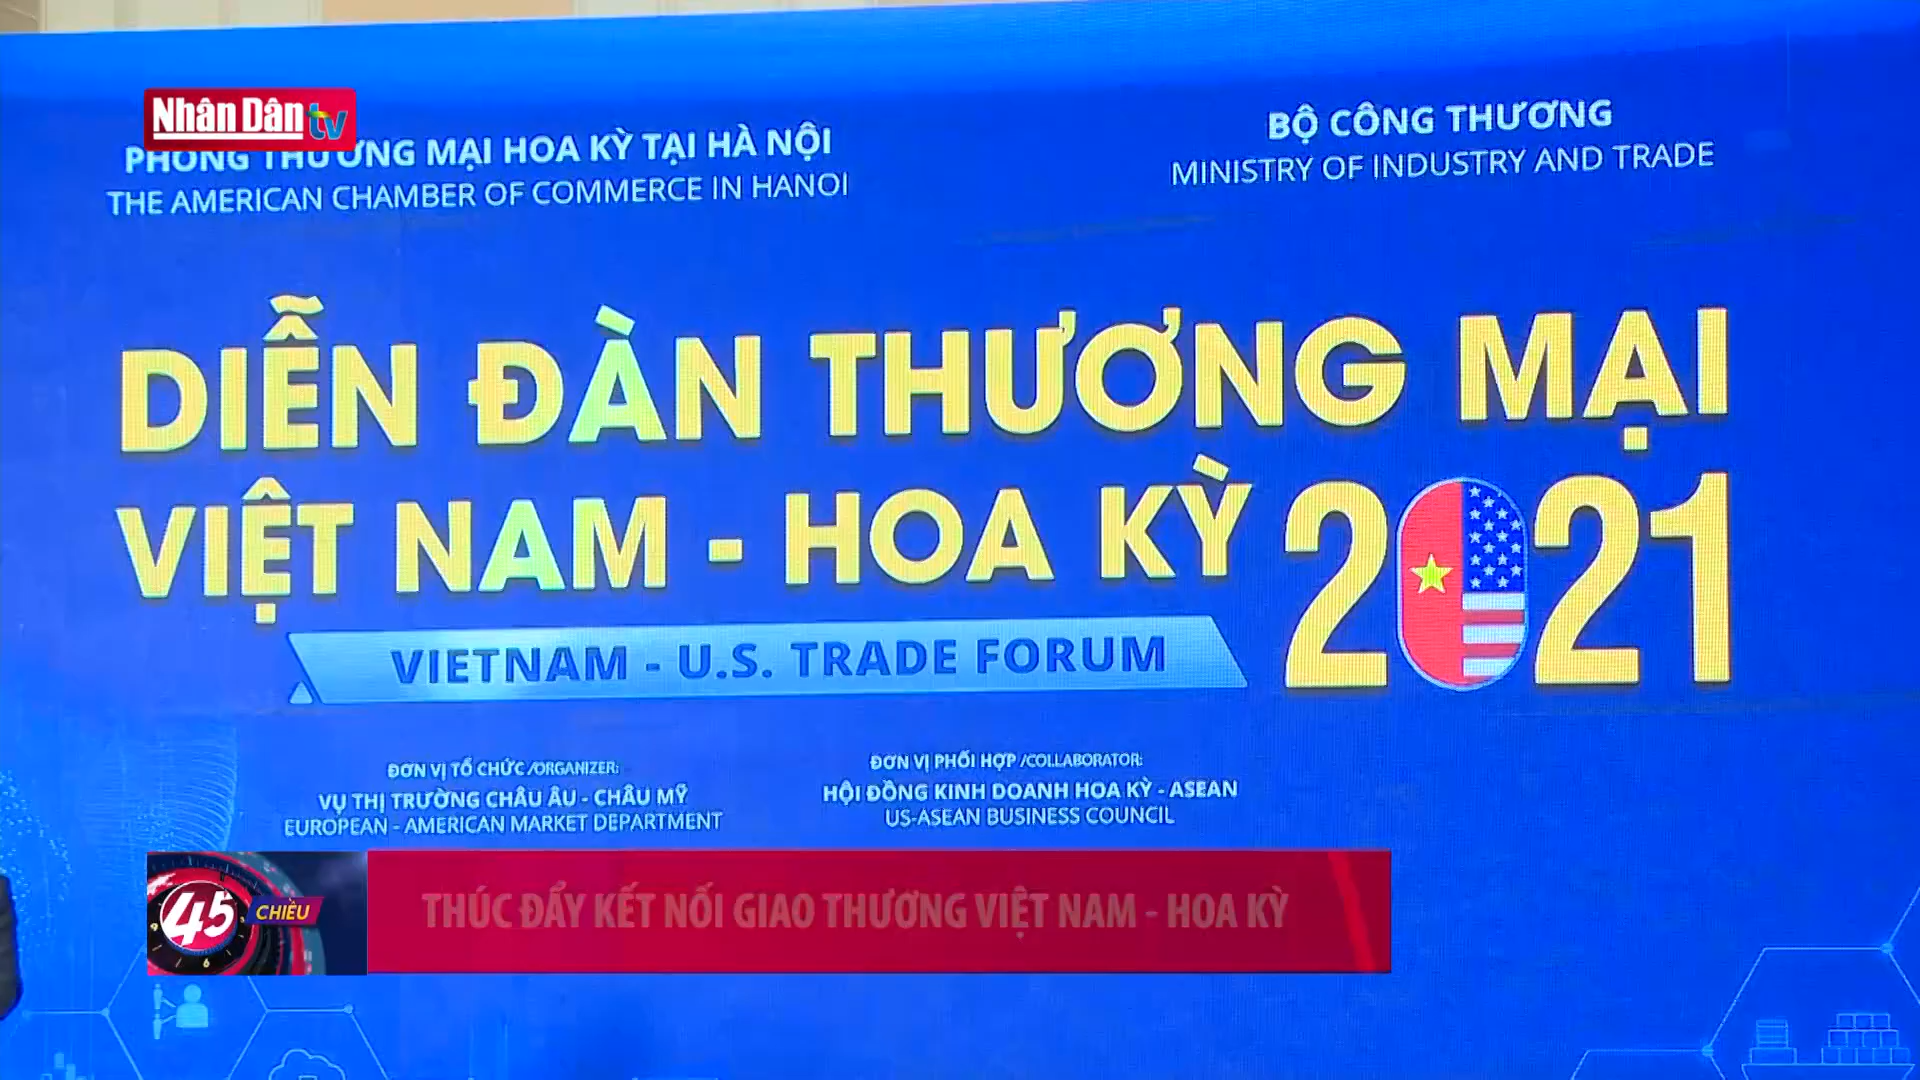 Nhân Dân tv
PHÒNG THƯƠNG MẠI HOA KỲ TẠI HÀ NỘI
THE AMERICAN CHAMBER OF COMMERCE IN HANOI
BỘ CÔNG THƯƠNG
MINISTRY OF INDUSTRY AND TRADE
DIỄN ĐÀN THƯƠNG MẠI
VIỆT NAM - HOA KỲ 2021
VIETNAM - U.S. TRADE FORUM
ĐƠN VỊ TỔ CHỨC /ORGANIZER:
VỤ THỊ TRƯỜNG CHÂU ÂU - CHÂU MỸ
EUROPEAN - AMERICAN MARKET DEPARTMENT
ĐƠN VỊ PHỐI HỢP /COLLABORATOR:
HỘI ĐỒNG KINH DOANH HOA KỲ - ASEAN
US-ASEAN BUSINESS COUNCIL
45 CHIỀU
9
6
THÚC ĐẨY KẾT NỐI GIAO THƯƠNG VIỆT NAM - HOA KỲ